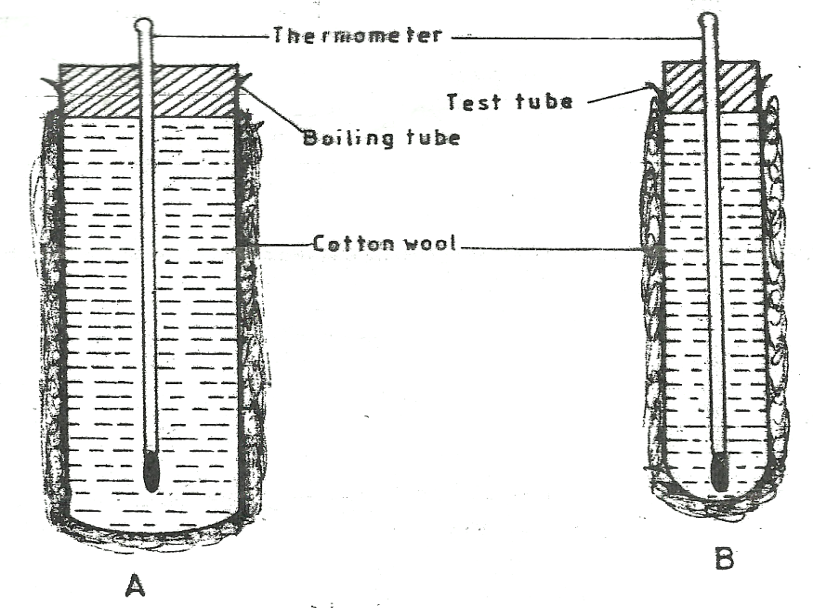 Thermometer
Test tube
Boiling tube
Cotton wool
A
B